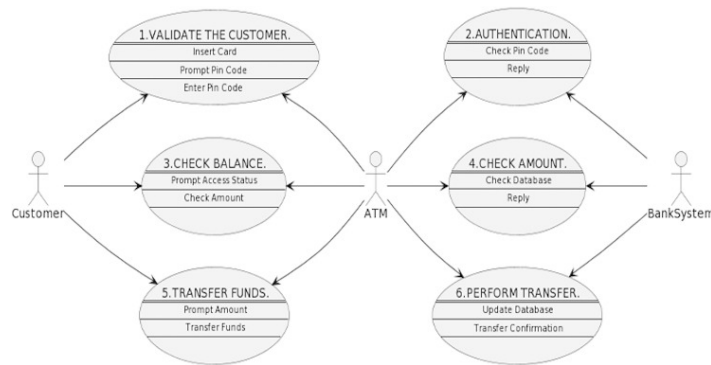 1.VALIDATE THE CUSTOMER.
Insert Card
Prompt Pin Code
Enter Pin Code
2.AUTHENTICATION.
Check Pin Code
Reply
3.CHECK BALANCE.
Prompt Access Status
Check Amount
4.CHECK AMOUNT.
Check Database
Reply
Customer
ATM
BankSystem
5.TRANSFER FUNDS.
Prompt Amount
Transfer Funds
6.PERFORM TRANSFER.
Update Database
Transfer Confirmation